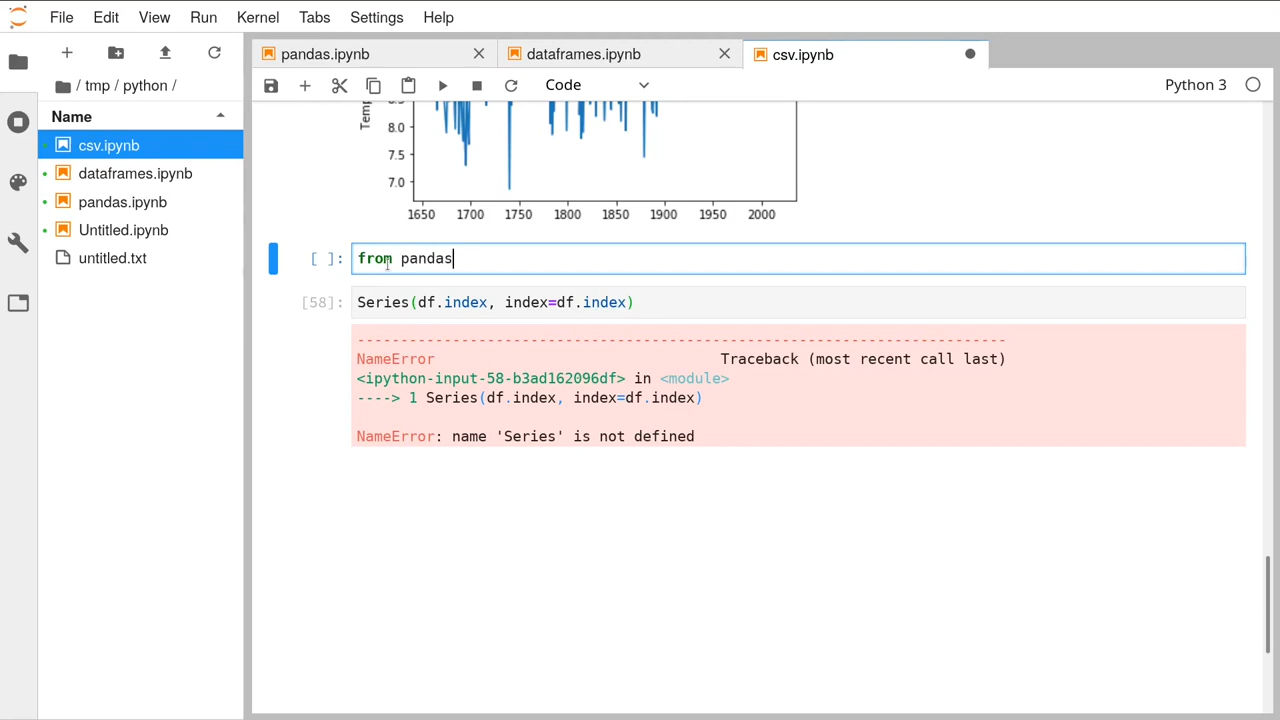 File Edit View Run Kernel Tabs Settings Help
pandas.ipynb
dataframes.ipynb
csv.ipynb
/ tmp / python /
Code
Python 3
Name
csv.ipynb
dataframes.ipynb
pandas.ipynb
Untitled.ipynb
untitled.txt
Temp
8.5
8.0
7.5
7.0
1650 1700 1750 1800 1850 1900 1950 2000
[ ]: from pandas
[58]: Series(df.index, index=df.index)
---------------------------------------------------------------------------
NameError Traceback (most recent call last)
<ipython-input-58-b3ad162096df> in <module>
----> 1 Series(df.index, index=df.index)
NameError: name 'Series' is not defined